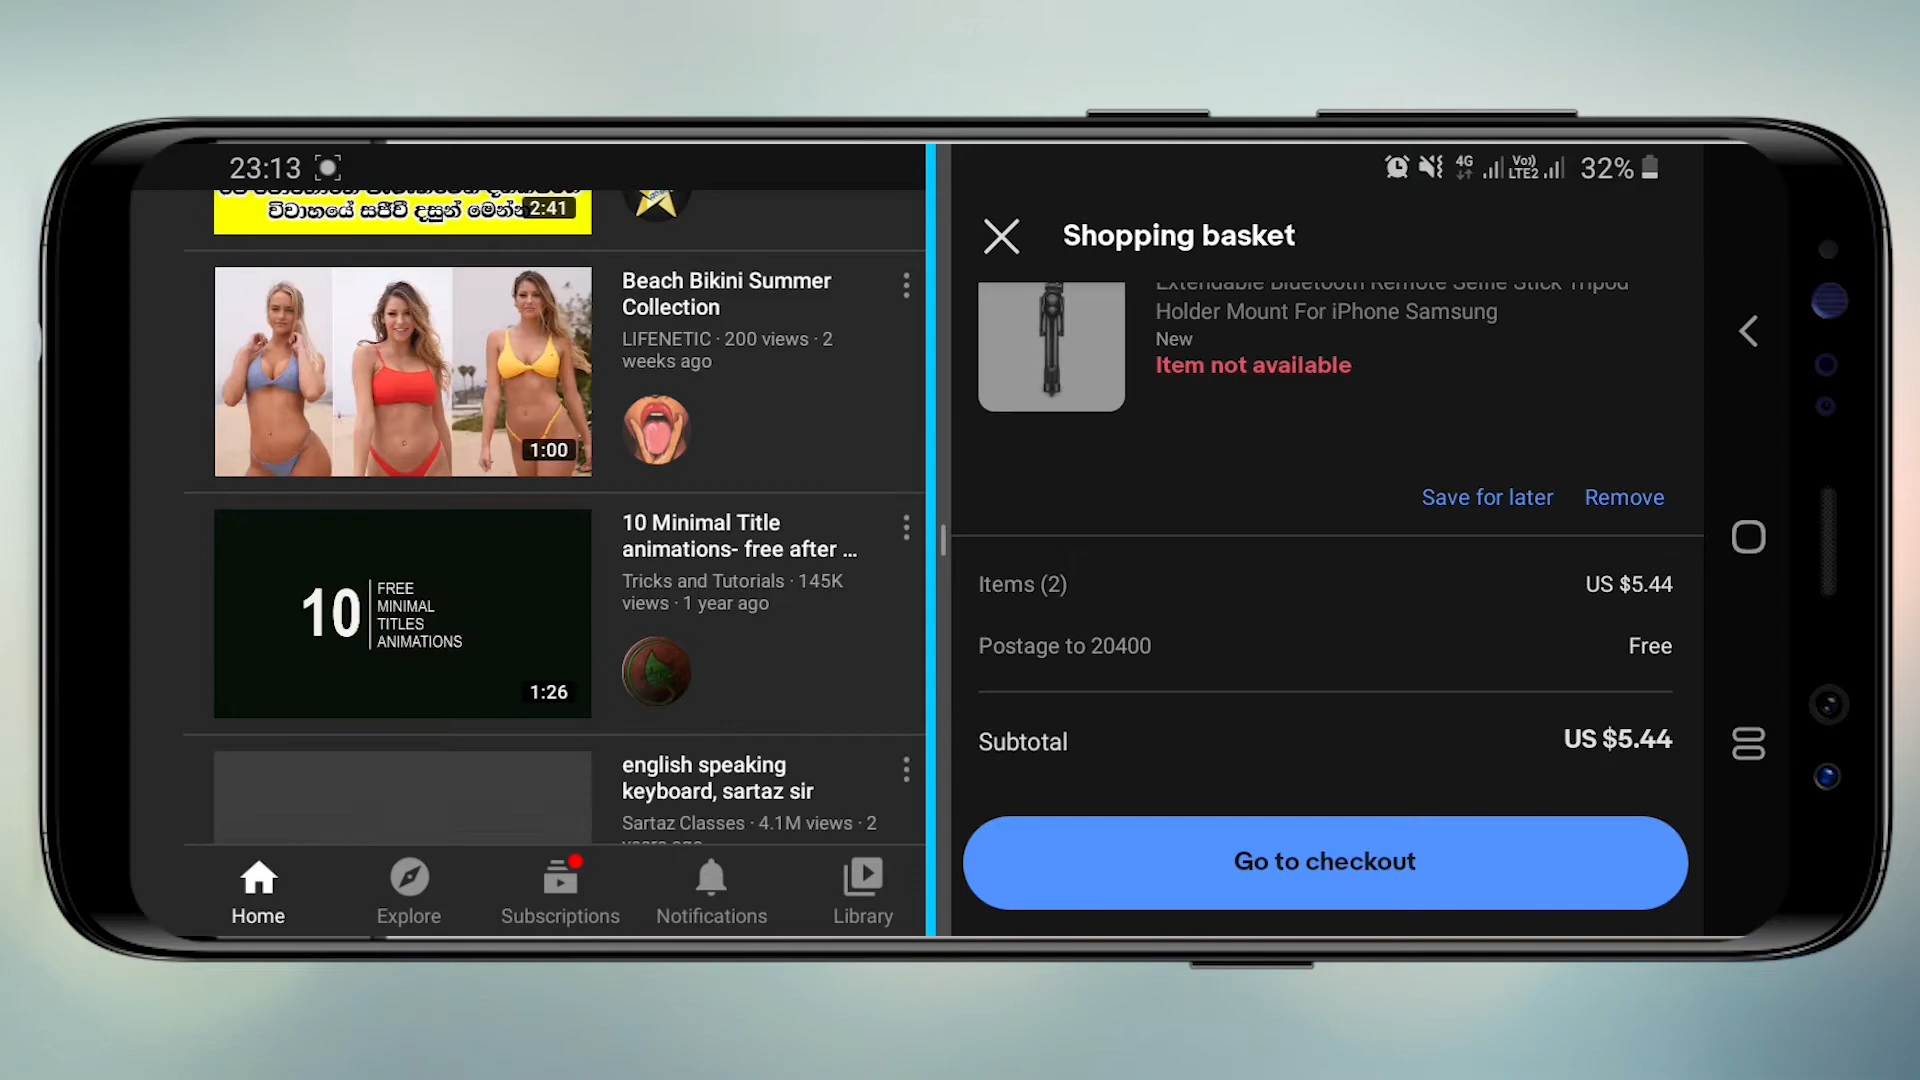 23:13
4G
Vo))
LTE2
32%
විවාහයේ සජීවී දසුන් මෙන්න
2:41
Beach Bikini Summer
Collection
LIFENETIC · 200 views · 2
weeks ago
1:00
10 Minimal Title
animations- free after ...
Tricks and Tutorials · 145K
views · 1 year ago
10
FREE
MINIMAL
TITLES
ANIMATIONS
1:26
english speaking
keyboard, sartaz sir
Sartaz Classes · 4.1M views · 2
Home
Explore
Subscriptions
Notifications
Library
Shopping basket
Extendable Bluetooth Remote Selfie Stick Tripod
Holder Mount For iPhone Samsung
New
Item not available
Save for later
Remove
Items (2)
US $5.44
Postage to 20400
Free
Subtotal
US $5.44
Go to checkout